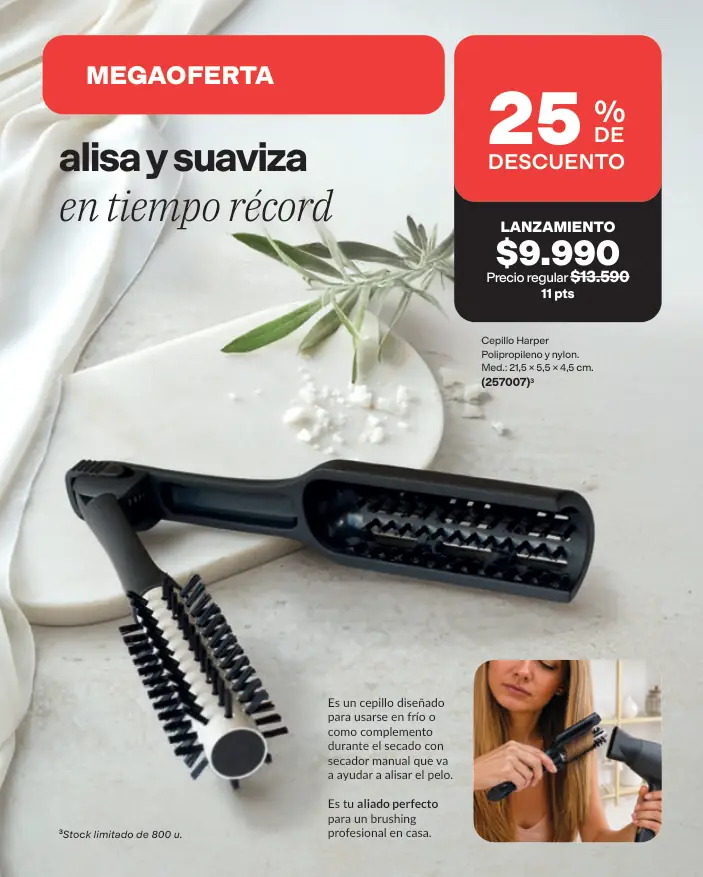 MEGAOFERTA
25 %
DE
DESCUENTO
alisa y suaviza
en tiempo récord
LANZAMIENTO
$9.990
Precio regular $13.590
11 pts
Cepillo Harper
Polipropileno y nylon.
Med.: 21,5 × 5,5 × 4,5 cm.
(257007)³
Es un cepillo diseñado
para usarse en frío o
como complemento
durante el secado con
secador manual que va
a ayudar a alisar el pelo.
Es tu aliado perfecto
para un brushing
profesional en casa.
³Stock limitado de 800 u.